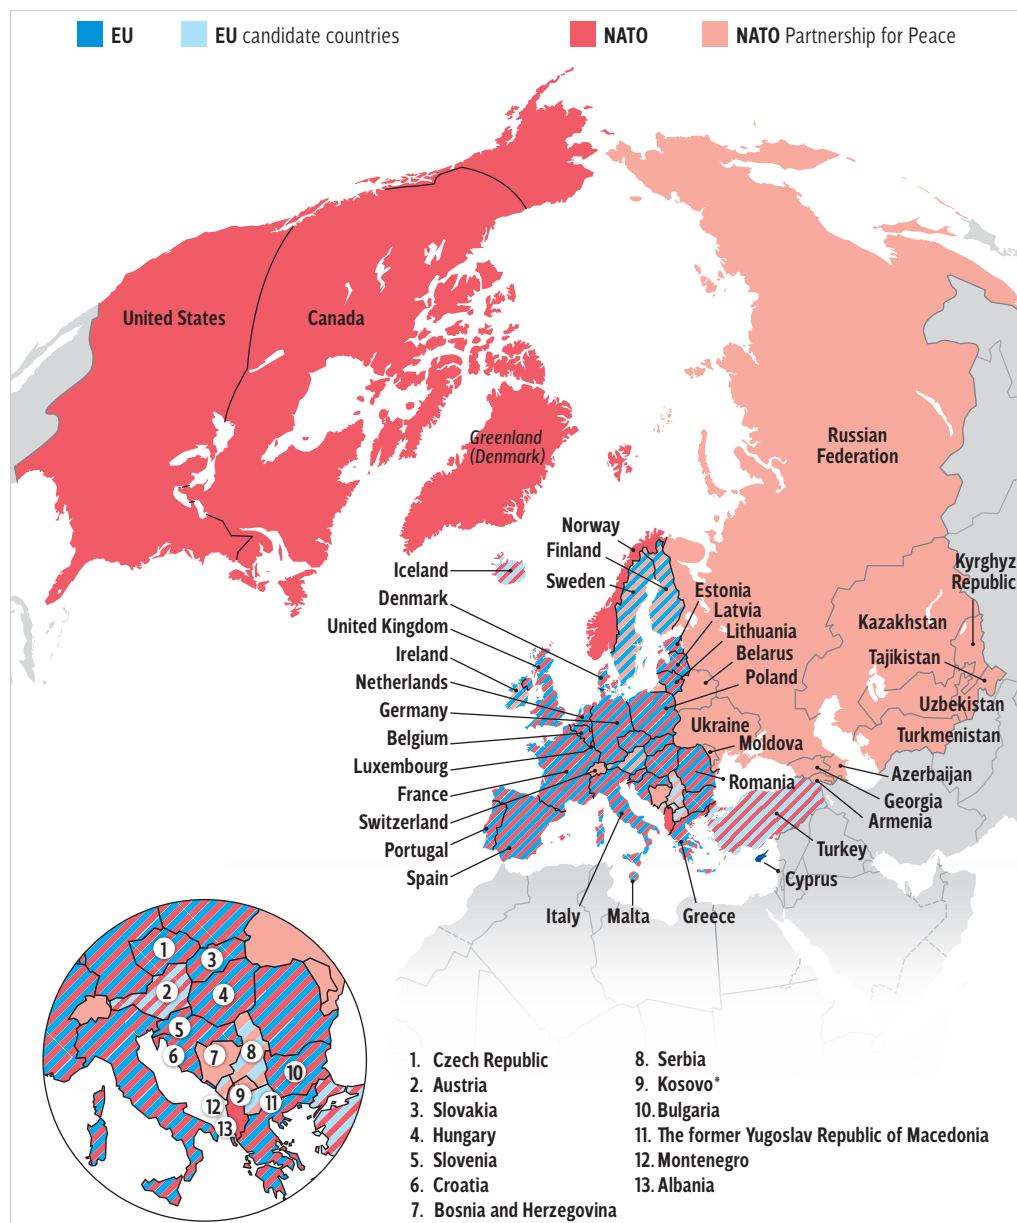 EU
EU candidate countries
NATO
NATO Partnership for Peace
United States
Canada
Greenland
(Denmark)
Russian
Federation
Norway
Finland
Sweden
Iceland
Denmark
United Kingdom
Ireland
Netherlands
Germany
Belgium
Luxembourg
France
Switzerland
Portugal
Spain
Estonia
Latvia
Lithuania
Belarus
Poland
Ukraine
Moldova
Romania
Kyrghyz
Republic
Kazakhstan
Tajikistan
Uzbekistan
Turkmenistan
Azerbaijan
Georgia
Armenia
Turkey
Cyprus
Italy
Malta
Greece
1
2
3
4
5
6
7
8
9
10
11
12
13
1. Czech Republic
2. Austria
3. Slovakia
4. Hungary
5. Slovenia
6. Croatia
7. Bosnia and Herzegovina
8. Serbia
9. Kosovo*
10. Bulgaria
11. The former Yugoslav Republic of Macedonia
12. Montenegro
13. Albania